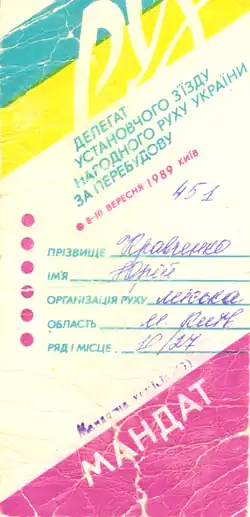 РУХ
ДЕЛЕГАТ
УСТАНОВЧОГО З'ЇЗДУ
НАРОДНОГО РУХУ УКРАЇНИ
ЗА ПЕРЕБУДОВУ
8-10 ВЕРЕСНЯ 1989 КИЇВ
451
ПРІЗВИЩЕ Кравченко
ІМ'Я Юрій
ОРГАНІЗАЦІЯ РУХУ міська
ОБЛАСТЬ м. Київ
РЯД І МІСЦЕ 10/27
МАНДАТ